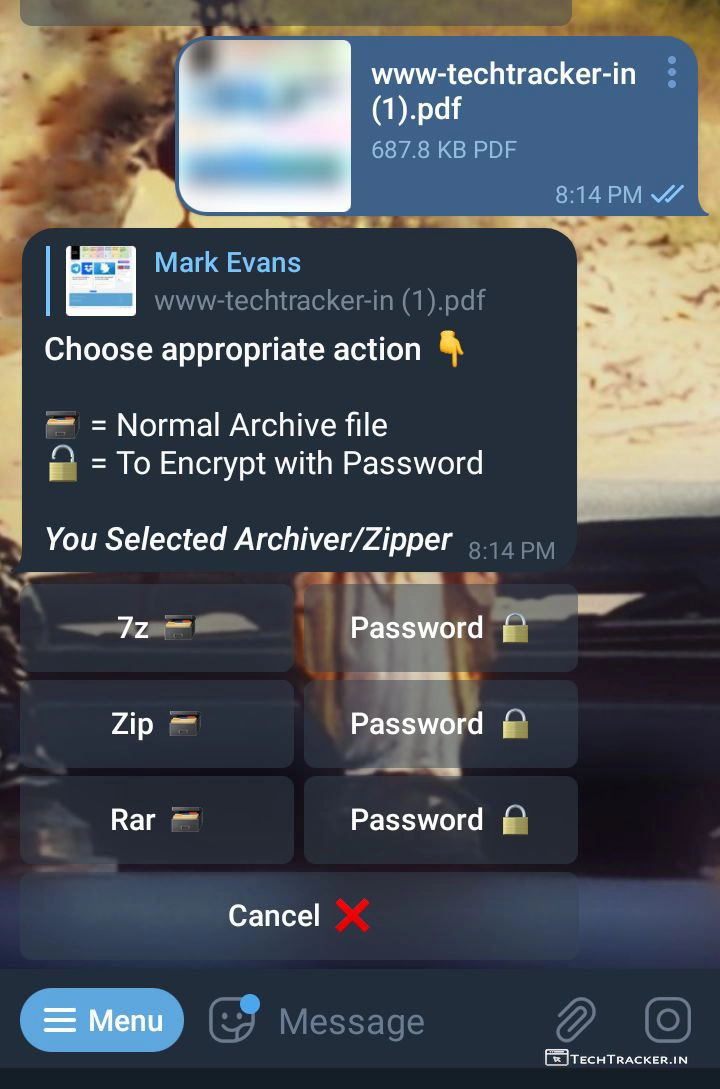 www-techtracker-in
(1).pdf
687.8 KB PDF
8:14 PM
Mark Evans
www-techtracker-in (1).pdf
Choose appropriate action 👇
🗃 = Normal Archive file
🔒 = To Encrypt with Password
You Selected Archiver/Zipper 8:14 PM
7z 🗃 Password 🔒
Zip 🗃 Password 🔒
Rar 🗃 Password 🔒
Cancel ❌
Menu Message
TECHTRACKER.IN